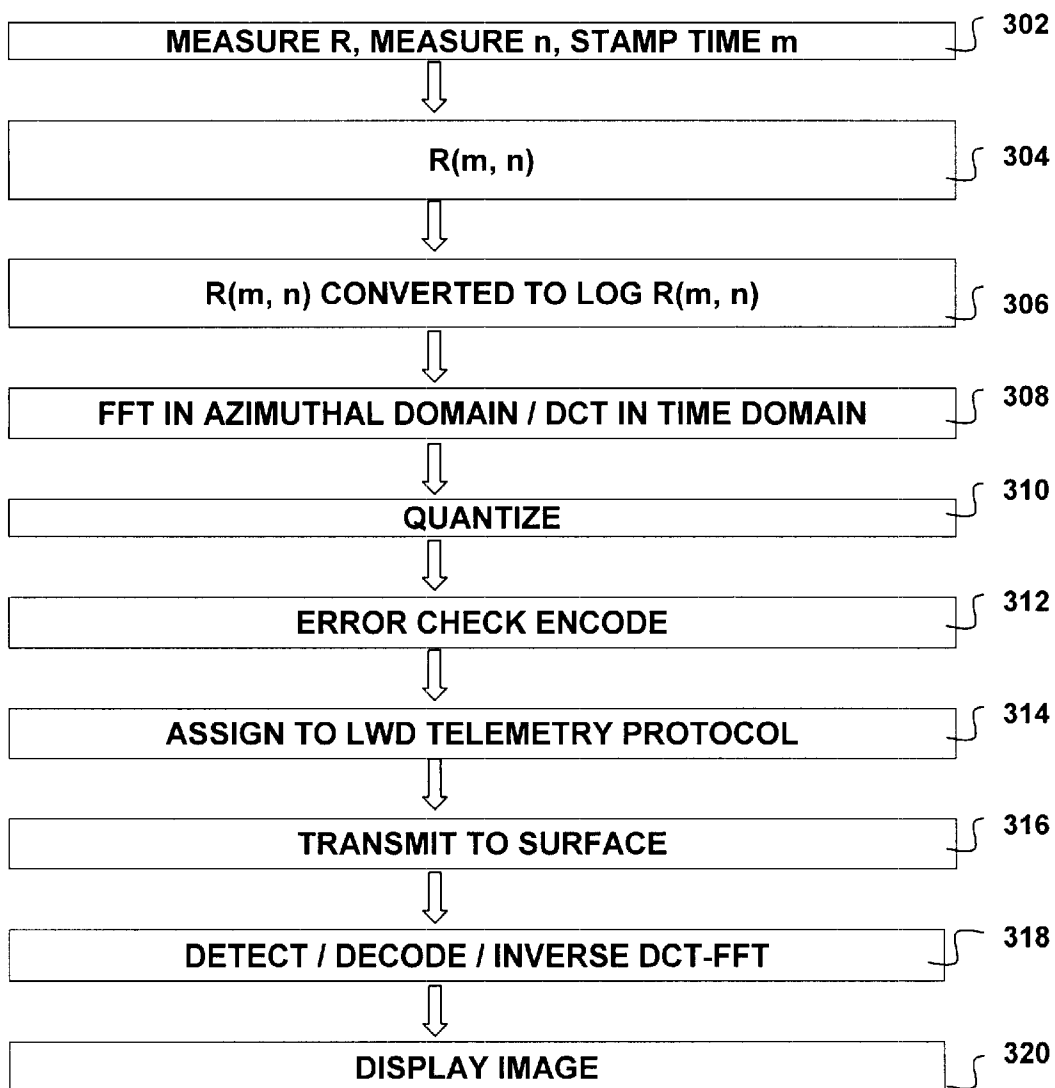 MEASURE R, MEASURE n, STAMP TIME m
302
R(m, n)
304
R(m, n) CONVERTED TO LOG R(m, n)
306
FFT IN AZIMUTHAL DOMAIN / DCT IN TIME DOMAIN
308
QUANTIZE
310
ERROR CHECK ENCODE
312
ASSIGN TO LWD TELEMETRY PROTOCOL
314
TRANSMIT TO SURFACE
316
DETECT / DECODE / INVERSE DCT-FFT
318
DISPLAY IMAGE
320